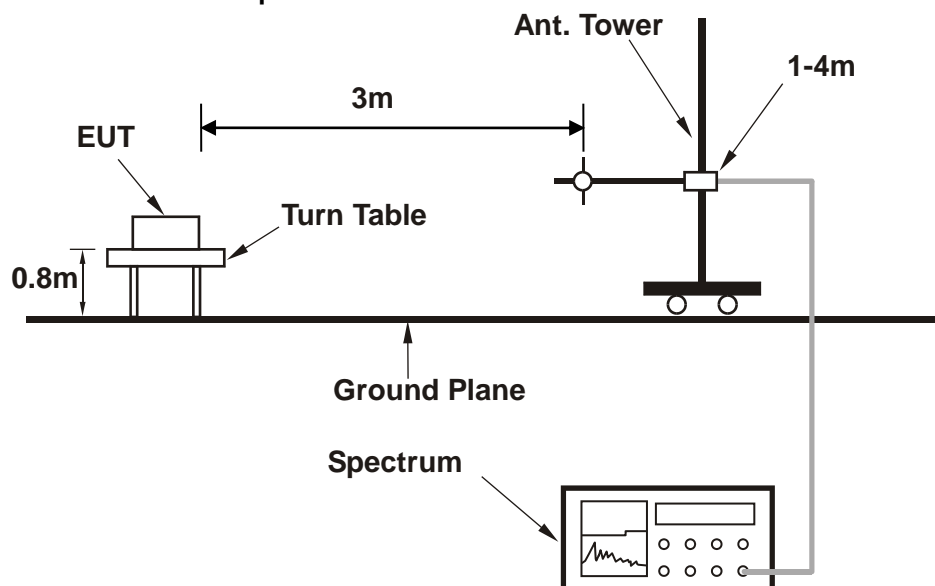 Ant. Tower
1-4m
3m
EUT
Turn Table
0.8m
Ground Plane
Spectrum